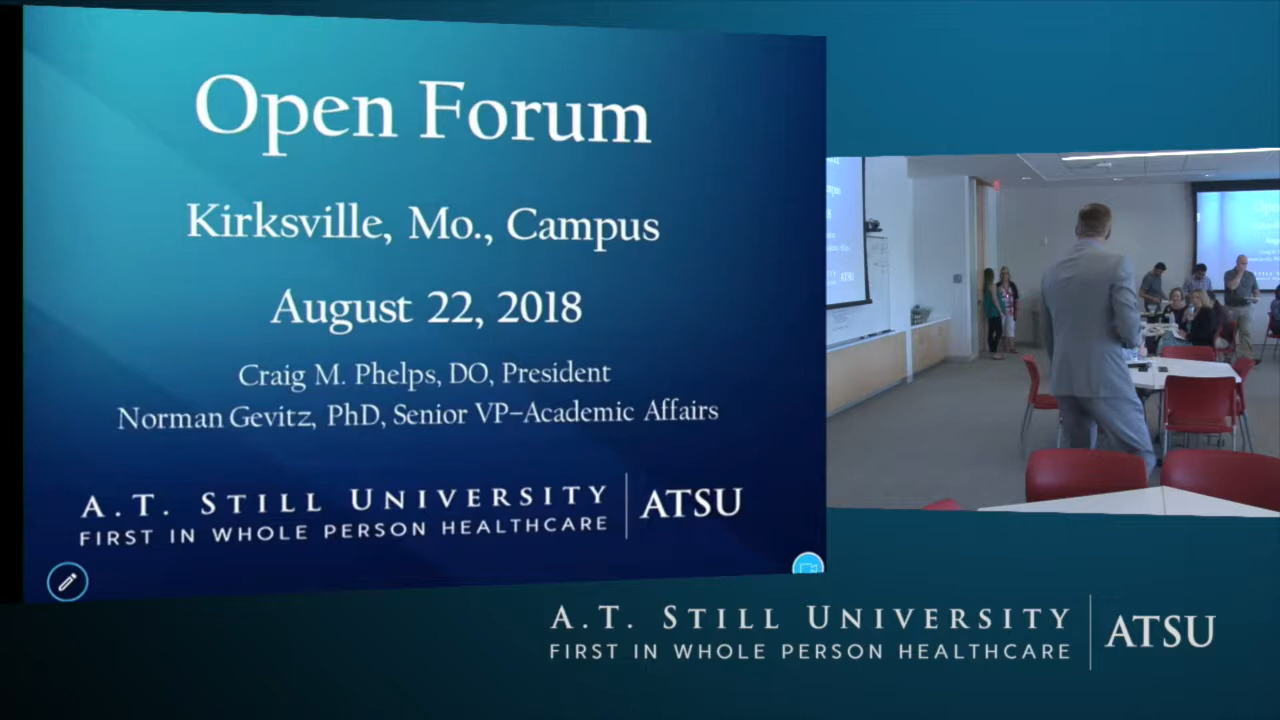 Open Forum
Kirksville, Mo., Campus
August 22, 2018
Craig M. Phelps, DO, President
Norman Gevitz, PhD, Senior VP–Academic Affairs
A.T. STILL UNIVERSITY | ATSU
FIRST IN WHOLE PERSON HEALTHCARE
A.T. STILL UNIVERSITY | ATSU
FIRST IN WHOLE PERSON HEALTHCARE